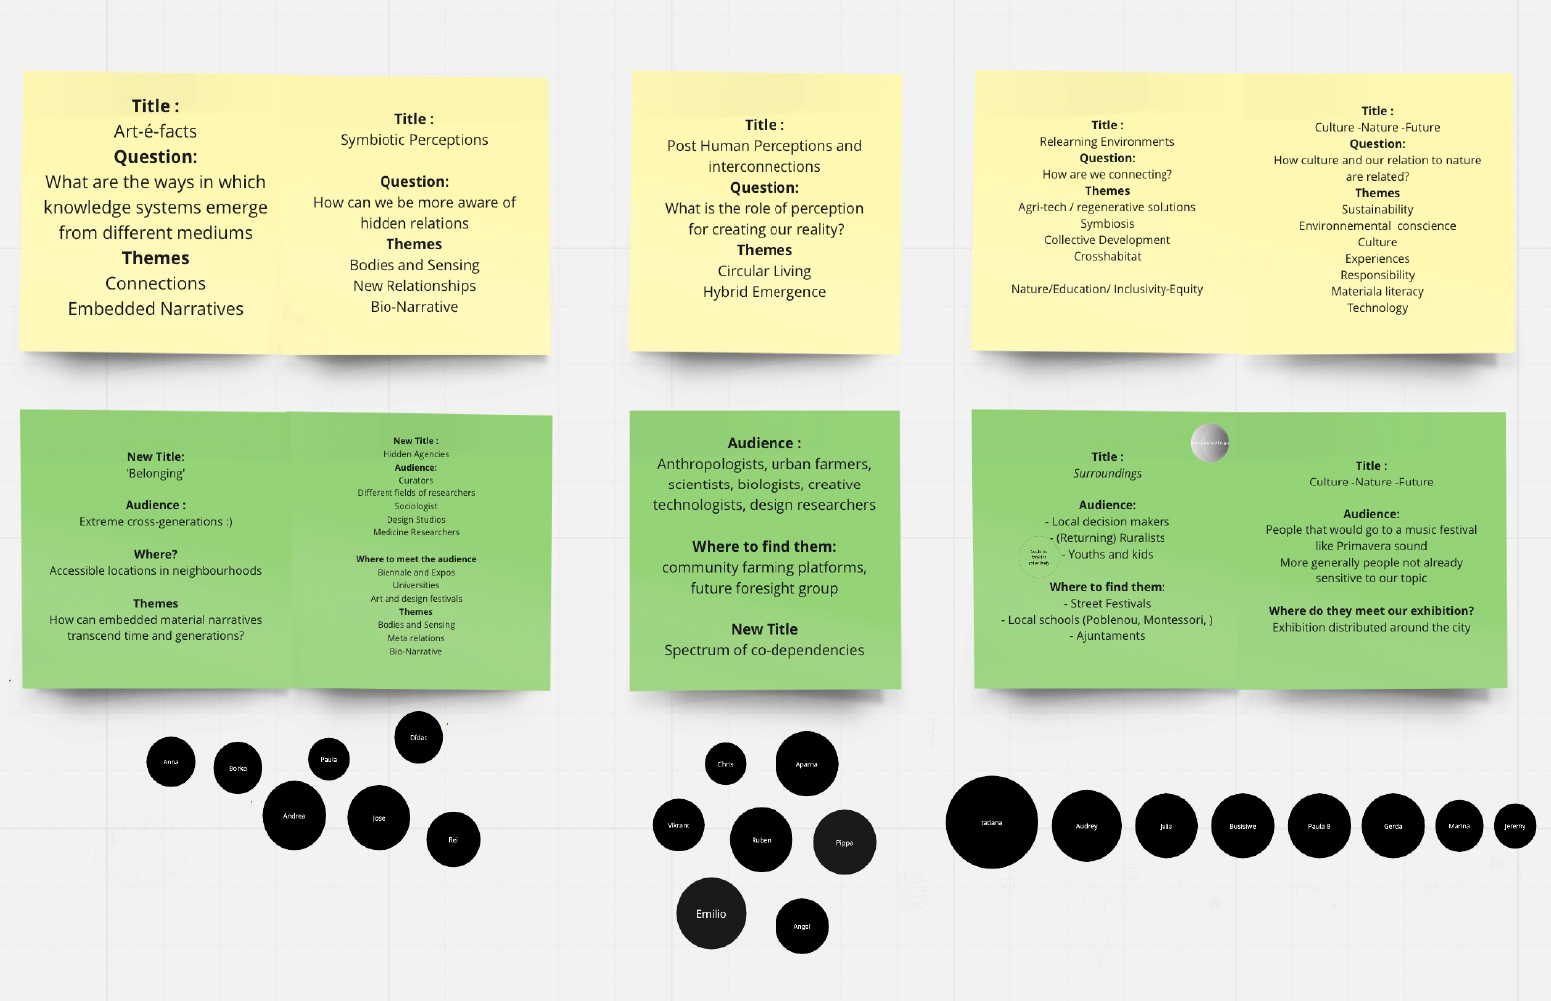 Title :
Art-é-facts
Question:
What are the ways in which
knowledge systems emerge
from different mediums
Themes
Connections
Embedded Narratives
Title :
Symbiotic Perceptions
Question:
How can we be more aware of
hidden relations
Themes
Bodies and Sensing
New Relationships
Bio-Narrative
Title :
Post Human Perceptions and
interconnections
Question:
What is the role of perception
for creating our reality?
Themes
Circular Living
Hybrid Emergence
Title :
Relearning Environments
Question:
How are we connecting?
Themes
Agri-tech / regenerative solutions
Symbiosis
Collective Development
Crosshabitat
Nature/Education/ Inclusivity-Equity
Title :
Culture -Nature -Future
Question:
How culture and our relation to nature
are related?
Themes
Sustainability
Environnemental conscience
Culture
Experiences
Responsibility
Materiala literacy
Technology
New Title:
'Belonging'
Audience :
Extreme cross-generations :)
Where?
Accessible locations in neighbourhoods
Themes
How can embedded material narratives
transcend time and generations?
New Title :
Hidden Agencies
Audience:
Curators
Different fields of researchers
Sociologist
Design Studios
Medicine Researchers
Where to meet the audience
Biennale and Expos
Universities
Art and design festivals
Themes
Bodies and Sensing
Meta relations
Bio-Narrative
Audience :
Anthropologists, urban farmers,
scientists, biologists, creative
technologists, design researchers
Where to find them:
community farming platforms,
future foresight group
New Title
Spectrum of co-dependencies
Title :
Surroundings
Audience:
- Local decision makers
- (Returning) Ruralists
- Youths and kids
Where to find them:
- Street Festivals
- Local schools (Poblenou, Montessori, )
- Ajuntaments
Title :
Culture -Nature -Future
Audience:
People that would go to a music festival
like Primavera sound
More generally people not already
sensitive to our topic
Where do they meet our exhibition?
Exhibition distributed around the city
Anna
Borka
Paula
Dídac
Andrea
Jose
Rei
Chris
Aparna
Vikrant
Ruben
Pippa
Emilio
Angel
tatiana
Audrey
Julia
Busisiwe
Paula B
Gerda
Marina
Jeremy